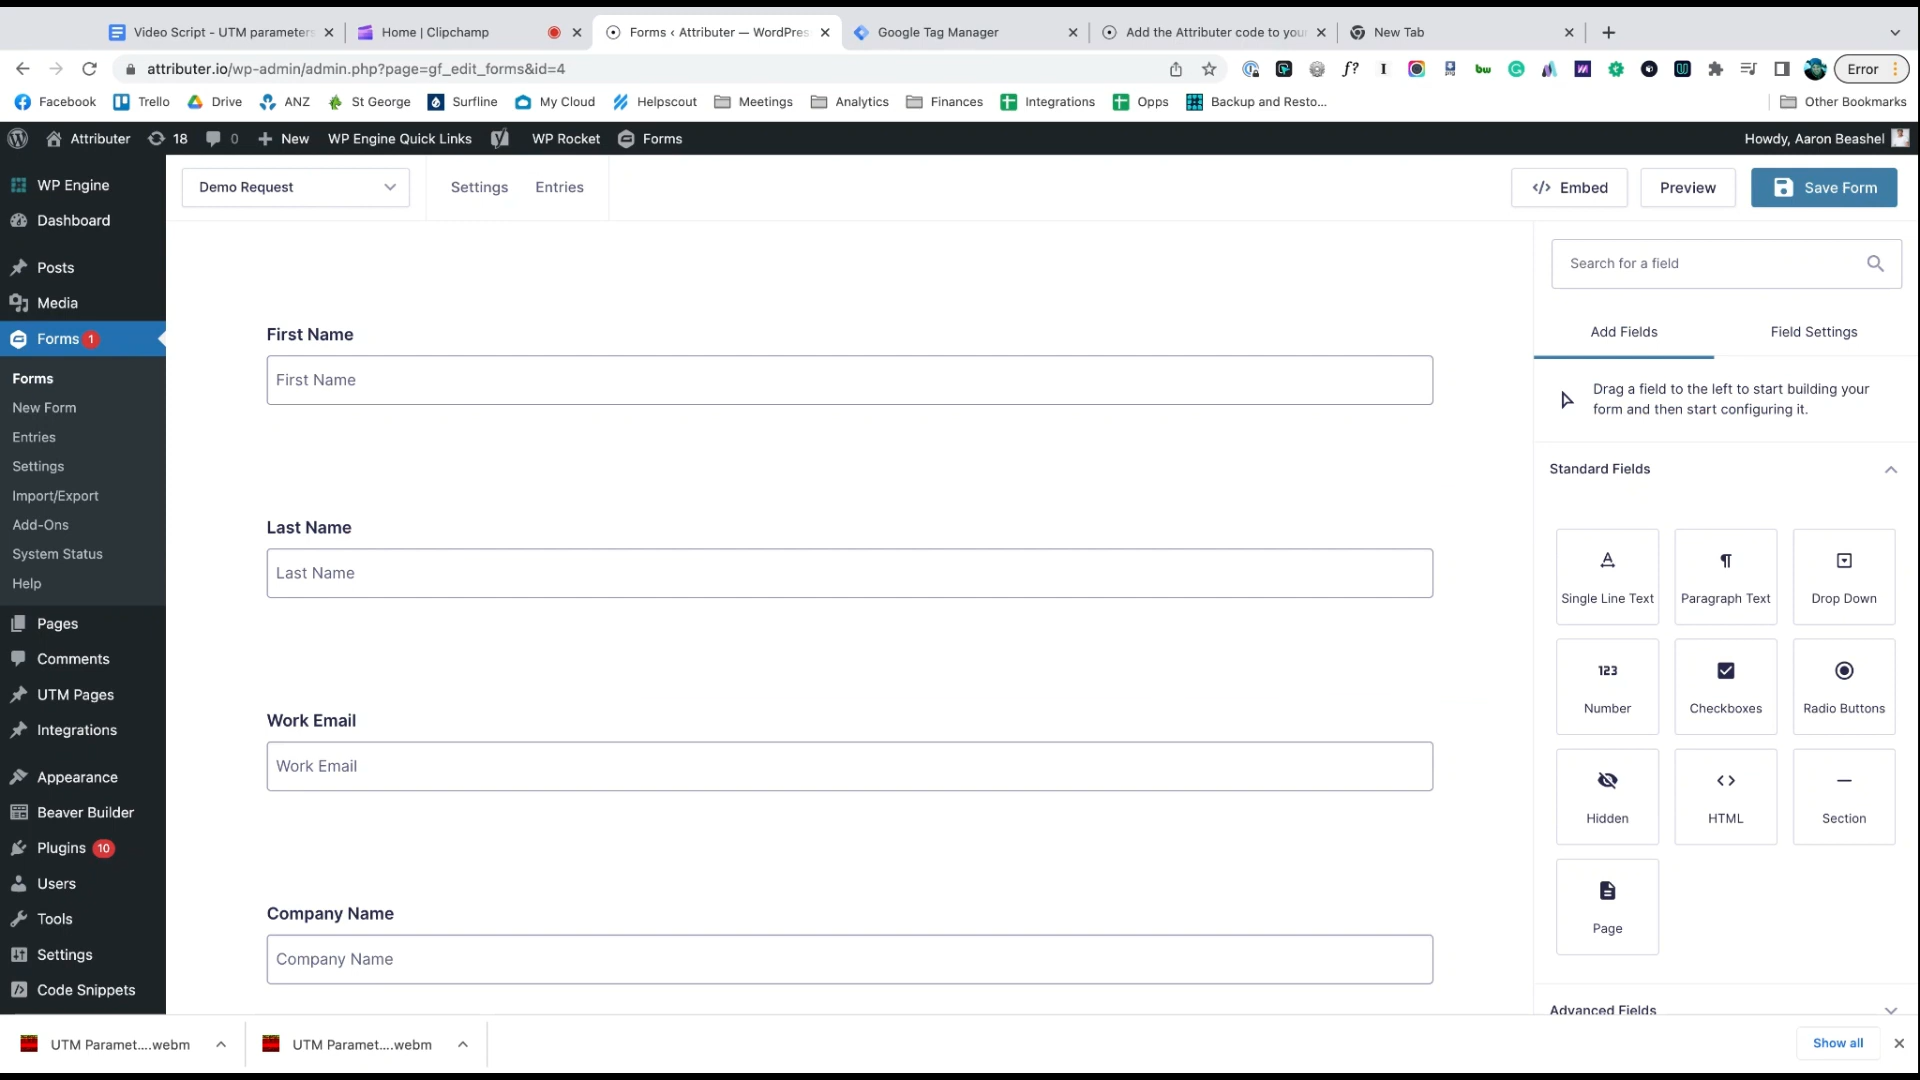 Video Script - UTM parameters
Home | Clipchamp
Forms ‹ Attributer — WordPres
Google Tag Manager
Add the Attributer code to you
New Tab
attributer.io/wp-admin/admin.php?page=gf_edit_forms&id=4
Error
Facebook
Trello
Drive
ANZ
St George
Surfline
My Cloud
Helpscout
Meetings
Analytics
Finances
Integrations
Opps
Backup and Resto...
Other Bookmarks
Attributer
18
0
New
WP Engine Quick Links
WP Rocket
Forms
Howdy, Aaron Beashel
WP Engine
Dashboard
Posts
Media
Forms 1
Forms
New Form
Entries
Settings
Import/Export
Add-Ons
System Status
Help
Pages
Comments
UTM Pages
Integrations
Appearance
Beaver Builder
Plugins 10
Users
Tools
Settings
Code Snippets
Demo Request
Settings
Entries
</> Embed
Preview
Save Form
First Name
First Name
Last Name
Last Name
Work Email
Work Email
Company Name
Company Name
Search for a field
Add Fields
Field Settings
Drag a field to the left to start building your
form and then start configuring it.
Standard Fields
Single Line Text
Paragraph Text
Drop Down
123
Number
Checkboxes
Radio Buttons
Hidden
HTML
Section
Page
Advanced Fields
UTM Paramet....webm
UTM Paramet....webm
Show all